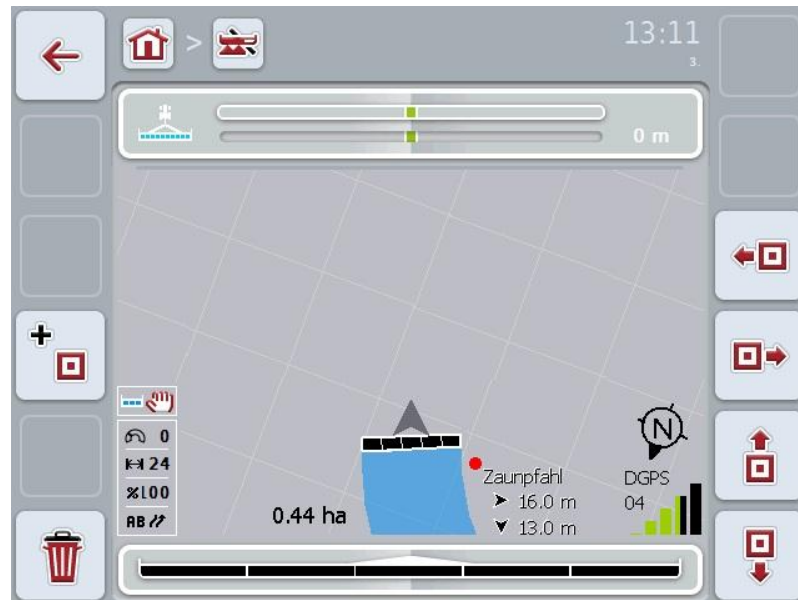 >
13:11
3.
0 m
0
24
%100
AB
0.44 ha
Zaunpfahl
16.0 m
13.0 m
N
DGPS
04